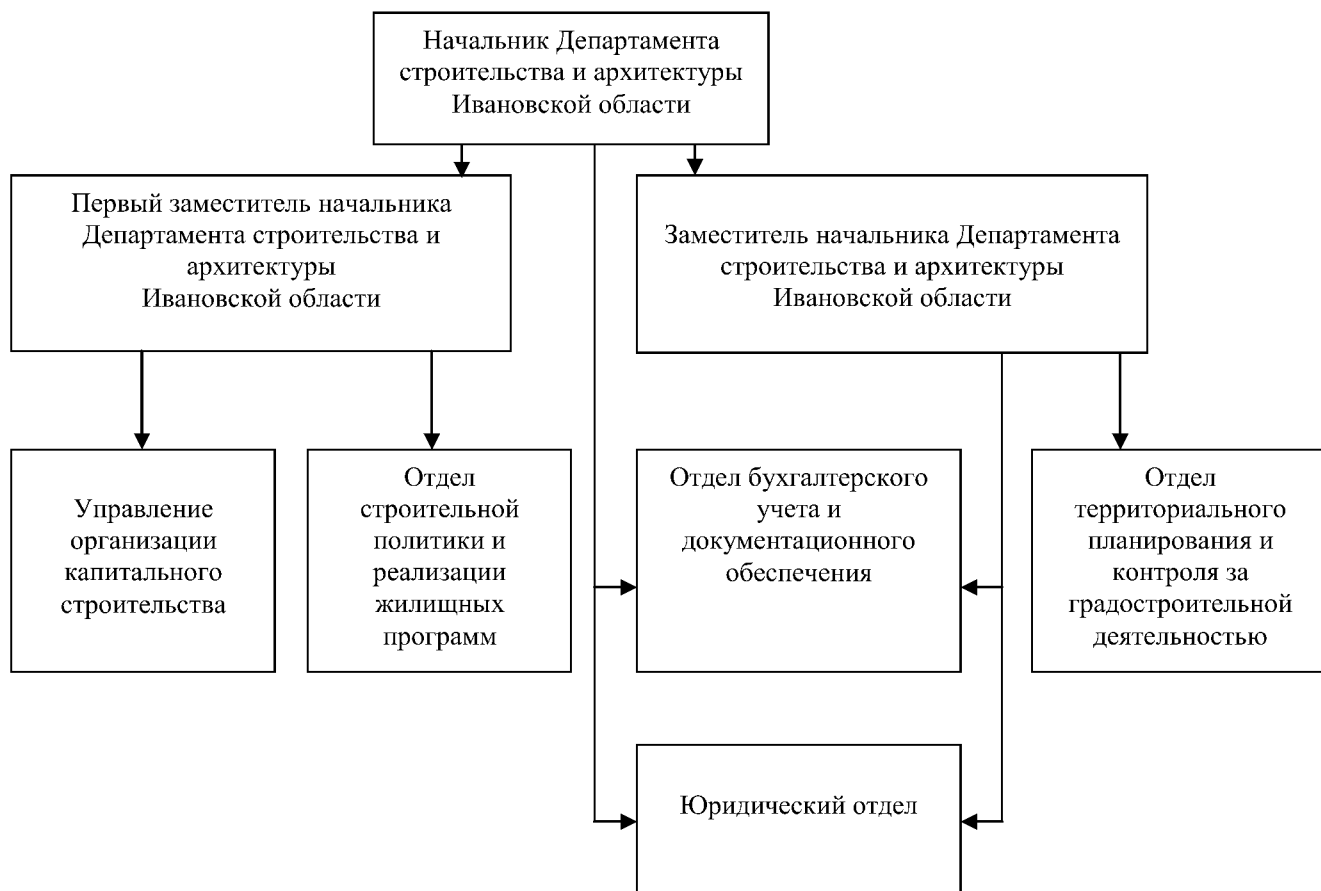 Начальник Департамента
строительства и архитектуры
Ивановской области
Первый заместитель начальника
Департамента строительства и
архитектуры
Ивановской области
Заместитель начальника Департамента
строительства и архитектуры
Ивановской области
Управление
организации
капитального
строительства
Отдел
строительной
политики и
реализации
жилищных
программ
Отдел бухгалтерского
учета и
документационного
обеспечения
Отдел
территориального
планирования и
контроля за
градостроительной
деятельностью
Юридический отдел